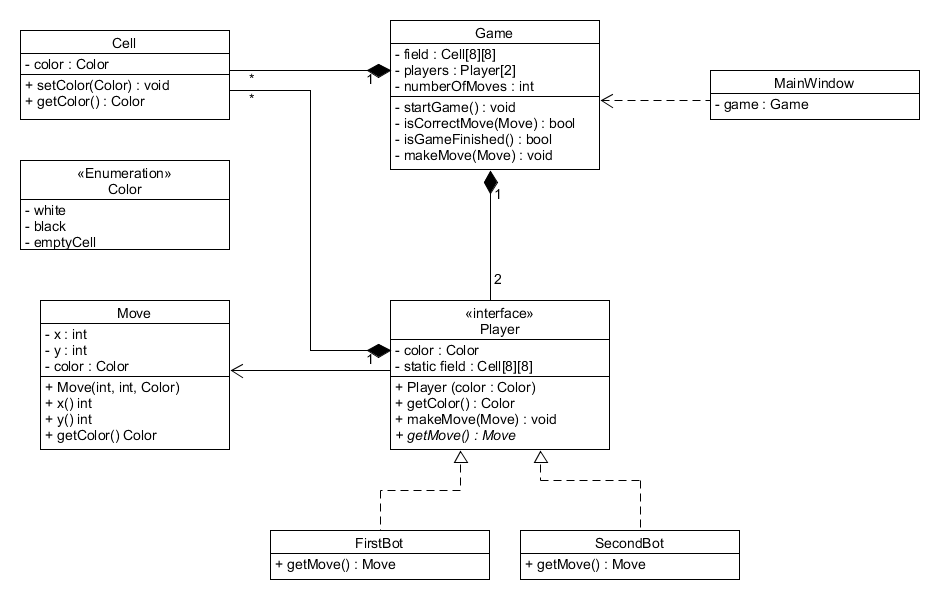 Cell
- color : Color
+ setColor(Color) : void
+ getColor() : Color
Game
- field : Cell[8][8]
- players : Player[2]
- numberOfMoves : int
- startGame() : void
- isCorrectMove(Move) : bool
- isGameFinished() : bool
- makeMove(Move) : void
MainWindow
- game : Game
*
1
*
1
2
«Enumeration»
Color
- white
- black
- emptyCell
Move
- x : int
- y : int
- color : Color
+ Move(int, int, Color)
+ x() int
+ y() int
+ getColor() Color
«interface»
Player
- color : Color
- static field : Cell[8][8]
+ Player (color : Color)
+ getColor() : Color
+ makeMove(Move) : void
+ getMove() : Move
1
FirstBot
+ getMove() : Move
SecondBot
+ getMove() : Move